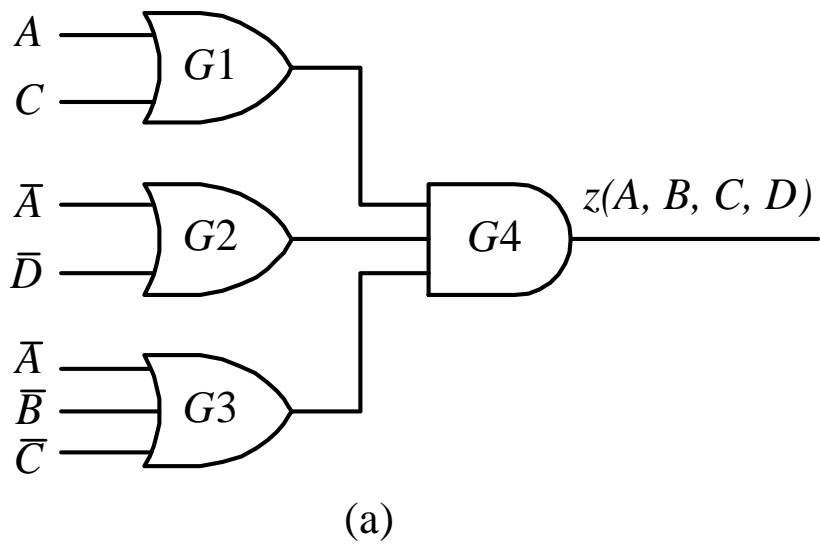 A
G1
C
z(A, B, C, D)
A̅
G2
G4
D̅
A̅
B̅
G3
C̅
(a)